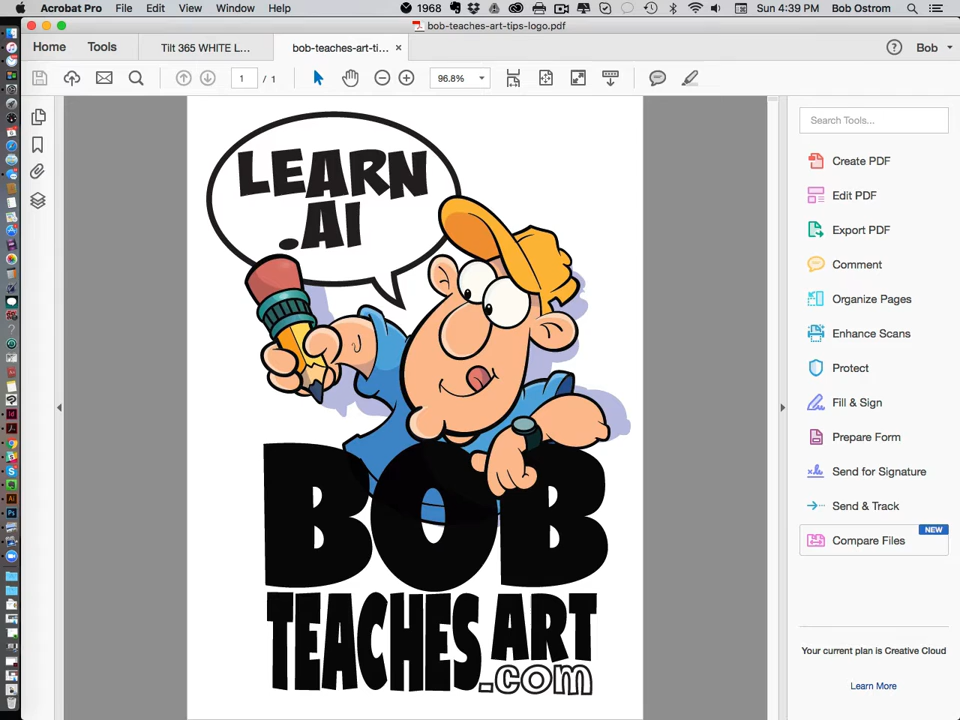 Acrobat Pro File Edit View Window Help 1968 Sun 4:39 PM Bob Ostrom
bob-teaches-art-tips-logo.pdf
Home Tools Tilt 365 WHITE L... bob-teaches-art-ti... × ? Bob
1 / 1 96.8%
Search Tools...
Create PDF
Edit PDF
Export PDF
Comment
Organize Pages
Enhance Scans
Protect
Fill & Sign
Prepare Form
Send for Signature
Send & Track
NEW
Compare Files
Your current plan is Creative Cloud
Learn More
LEARN
.AI
BOB
TEACHES ART
.com